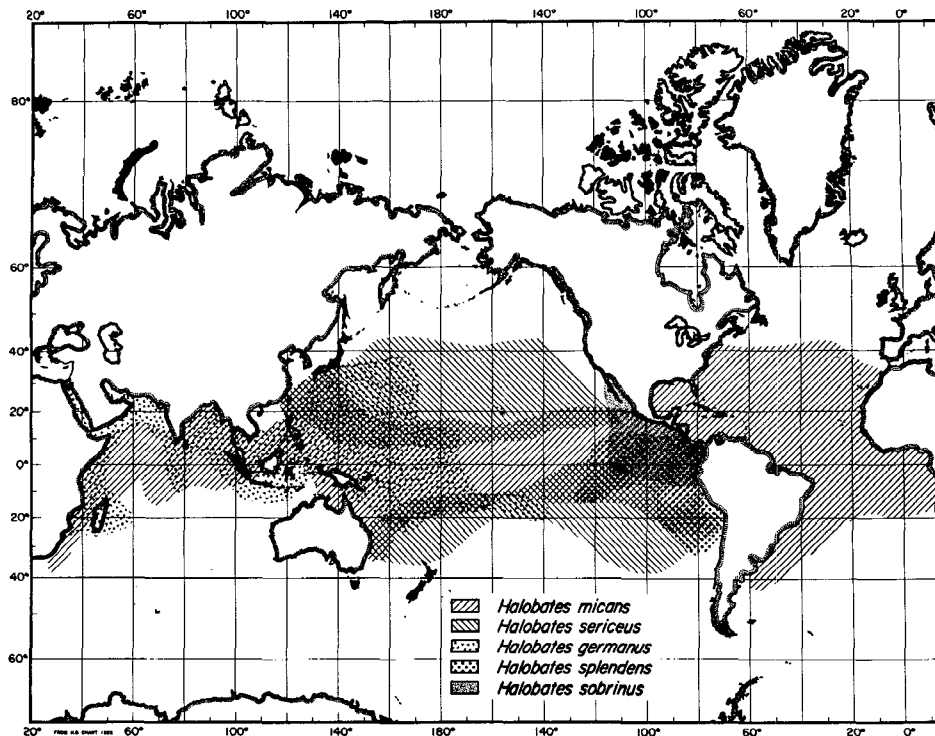 20° 60° 100° 140° 180° 140° 100° 60° 20° 0°
80°
60°
40°
20°
0°
20°
40°
60°
Halobates micans
Halobates sericeus
Halobates germanus
Halobates splendens
Halobates sobrinus
20° 60° 100° 140° 180° 140° 100° 60° 20° 0°